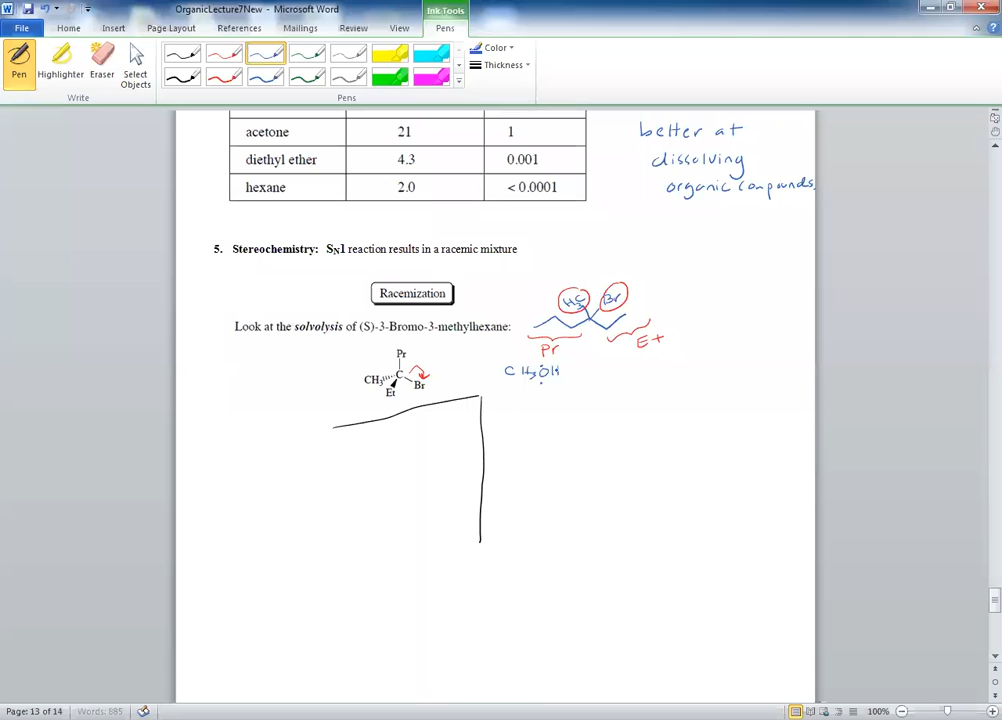 OrganicLecture7New - Microsoft Word
Ink Tools
File Home Insert Page Layout References Mailings Review View Pens
Pen Highlighter Eraser Select Objects
Color
Thickness
Write
Pens
acetone 21 1
diethyl ether 4.3 0.001
hexane 2.0 < 0.0001
better at
dissolving
organic compounds.
5. Stereochemistry: SN1 reaction results in a racemic mixture
Racemization
H3C Br
Look at the solvolysis of (S)-3-Bromo-3-methylhexane:
Pr Et
Pr
CH3 C Br
Et
CH3OH
Page: 13 of 14 Words: 885 100%